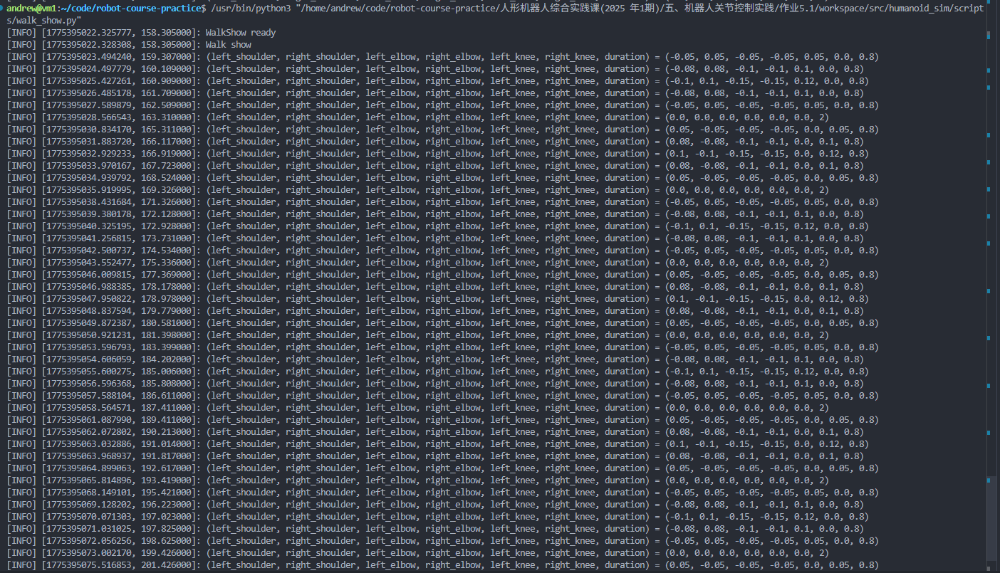 andrew@vm1:~/code/robot-course-practice$ /usr/bin/python3 "/home/andrew/code/robot-course-practice/人形机器人综合实践课(2025 年1期)/五、机器人关节控制实践/作业5.1/workspace/src/humanoid_sim/script
s/walk_show.py"
[INFO] [1775395022.325777, 158.305000]: WalkShow ready
[INFO] [1775395022.328308, 158.305000]: Walk show
[INFO] [1775395023.494240, 159.307000]: (left_shoulder, right_shoulder, left_elbow, right_elbow, left_knee, right_knee, duration) = (-0.05, 0.05, -0.05, -0.05, 0.05, 0.0, 0.8)
[INFO] [1775395024.497779, 160.109000]: (left_shoulder, right_shoulder, left_elbow, right_elbow, left_knee, right_knee, duration) = (-0.08, 0.08, -0.1, -0.1, 0.1, 0.0, 0.8)
[INFO] [1775395025.427261, 160.909000]: (left_shoulder, right_shoulder, left_elbow, right_elbow, left_knee, right_knee, duration) = (-0.1, 0.1, -0.15, -0.15, 0.12, 0.0, 0.8)
[INFO] [1775395026.485178, 161.709000]: (left_shoulder, right_shoulder, left_elbow, right_elbow, left_knee, right_knee, duration) = (-0.08, 0.08, -0.1, -0.1, 0.1, 0.0, 0.8)
[INFO] [1775395027.589879, 162.509000]: (left_shoulder, right_shoulder, left_elbow, right_elbow, left_knee, right_knee, duration) = (-0.05, 0.05, -0.05, -0.05, 0.05, 0.0, 0.8)
[INFO] [1775395028.566543, 163.310000]: (left_shoulder, right_shoulder, left_elbow, right_elbow, left_knee, right_knee, duration) = (0.0, 0.0, 0.0, 0.0, 0.0, 0.0, 2)
[INFO] [1775395030.834170, 165.311000]: (left_shoulder, right_shoulder, left_elbow, right_elbow, left_knee, right_knee, duration) = (0.05, -0.05, -0.05, -0.05, 0.0, 0.05, 0.8)
[INFO] [1775395031.883720, 166.117000]: (left_shoulder, right_shoulder, left_elbow, right_elbow, left_knee, right_knee, duration) = (0.08, -0.08, -0.1, -0.1, 0.0, 0.1, 0.8)
[INFO] [1775395032.929233, 166.919000]: (left_shoulder, right_shoulder, left_elbow, right_elbow, left_knee, right_knee, duration) = (0.1, -0.1, -0.15, -0.15, 0.0, 0.12, 0.8)
[INFO] [1775395033.970167, 167.723000]: (left_shoulder, right_shoulder, left_elbow, right_elbow, left_knee, right_knee, duration) = (0.08, -0.08, -0.1, -0.1, 0.0, 0.1, 0.8)
[INFO] [1775395034.939792, 168.524000]: (left_shoulder, right_shoulder, left_elbow, right_elbow, left_knee, right_knee, duration) = (0.05, -0.05, -0.05, -0.05, 0.0, 0.05, 0.8)
[INFO] [1775395035.919995, 169.326000]: (left_shoulder, right_shoulder, left_elbow, right_elbow, left_knee, right_knee, duration) = (0.0, 0.0, 0.0, 0.0, 0.0, 0.0, 2)
[INFO] [1775395038.431684, 171.326000]: (left_shoulder, right_shoulder, left_elbow, right_elbow, left_knee, right_knee, duration) = (-0.05, 0.05, -0.05, -0.05, 0.05, 0.0, 0.8)
[INFO] [1775395039.380178, 172.128000]: (left_shoulder, right_shoulder, left_elbow, right_elbow, left_knee, right_knee, duration) = (-0.08, 0.08, -0.1, -0.1, 0.1, 0.0, 0.8)
[INFO] [1775395040.325195, 172.928000]: (left_shoulder, right_shoulder, left_elbow, right_elbow, left_knee, right_knee, duration) = (-0.1, 0.1, -0.15, -0.15, 0.12, 0.0, 0.8)
[INFO] [1775395041.256815, 173.731000]: (left_shoulder, right_shoulder, left_elbow, right_elbow, left_knee, right_knee, duration) = (-0.08, 0.08, -0.1, -0.1, 0.1, 0.0, 0.8)
[INFO] [1775395042.500737, 174.534000]: (left_shoulder, right_shoulder, left_elbow, right_elbow, left_knee, right_knee, duration) = (-0.05, 0.05, -0.05, -0.05, 0.05, 0.0, 0.8)
[INFO] [1775395043.552477, 175.336000]: (left_shoulder, right_shoulder, left_elbow, right_elbow, left_knee, right_knee, duration) = (0.0, 0.0, 0.0, 0.0, 0.0, 0.0, 2)
[INFO] [1775395046.009815, 177.369000]: (left_shoulder, right_shoulder, left_elbow, right_elbow, left_knee, right_knee, duration) = (0.05, -0.05, -0.05, -0.05, 0.0, 0.05, 0.8)
[INFO] [1775395046.988385, 178.178000]: (left_shoulder, right_shoulder, left_elbow, right_elbow, left_knee, right_knee, duration) = (0.08, -0.08, -0.1, -0.1, 0.0, 0.1, 0.8)
[INFO] [1775395047.950822, 178.978000]: (left_shoulder, right_shoulder, left_elbow, right_elbow, left_knee, right_knee, duration) = (0.1, -0.1, -0.15, -0.15, 0.0, 0.12, 0.8)
[INFO] [1775395048.837594, 179.779000]: (left_shoulder, right_shoulder, left_elbow, right_elbow, left_knee, right_knee, duration) = (0.08, -0.08, -0.1, -0.1, 0.0, 0.1, 0.8)
[INFO] [1775395049.872387, 180.581000]: (left_shoulder, right_shoulder, left_elbow, right_elbow, left_knee, right_knee, duration) = (0.05, -0.05, -0.05, -0.05, 0.0, 0.05, 0.8)
[INFO] [1775395050.921231, 181.398000]: (left_shoulder, right_shoulder, left_elbow, right_elbow, left_knee, right_knee, duration) = (0.0, 0.0, 0.0, 0.0, 0.0, 0.0, 2)
[INFO] [1775395053.596793, 183.399000]: (left_shoulder, right_shoulder, left_elbow, right_elbow, left_knee, right_knee, duration) = (-0.05, 0.05, -0.05, -0.05, 0.05, 0.0, 0.8)
[INFO] [1775395054.606059, 184.202000]: (left_shoulder, right_shoulder, left_elbow, right_elbow, left_knee, right_knee, duration) = (-0.08, 0.08, -0.1, -0.1, 0.1, 0.0, 0.8)
[INFO] [1775395055.600275, 185.006000]: (left_shoulder, right_shoulder, left_elbow, right_elbow, left_knee, right_knee, duration) = (-0.1, 0.1, -0.15, -0.15, 0.12, 0.0, 0.8)
[INFO] [1775395056.596368, 185.808000]: (left_shoulder, right_shoulder, left_elbow, right_elbow, left_knee, right_knee, duration) = (-0.08, 0.08, -0.1, -0.1, 0.1, 0.0, 0.8)
[INFO] [1775395057.588104, 186.611000]: (left_shoulder, right_shoulder, left_elbow, right_elbow, left_knee, right_knee, duration) = (-0.05, 0.05, -0.05, -0.05, 0.05, 0.0, 0.8)
[INFO] [1775395058.564571, 187.411000]: (left_shoulder, right_shoulder, left_elbow, right_elbow, left_knee, right_knee, duration) = (0.0, 0.0, 0.0, 0.0, 0.0, 0.0, 2)
[INFO] [1775395061.087990, 189.411000]: (left_shoulder, right_shoulder, left_elbow, right_elbow, left_knee, right_knee, duration) = (0.05, -0.05, -0.05, -0.05, 0.0, 0.05, 0.8)
[INFO] [1775395062.072802, 190.213000]: (left_shoulder, right_shoulder, left_elbow, right_elbow, left_knee, right_knee, duration) = (0.08, -0.08, -0.1, -0.1, 0.0, 0.1, 0.8)
[INFO] [1775395063.032886, 191.014000]: (left_shoulder, right_shoulder, left_elbow, right_elbow, left_knee, right_knee, duration) = (0.1, -0.1, -0.15, -0.15, 0.0, 0.12, 0.8)
[INFO] [1775395063.968937, 191.817000]: (left_shoulder, right_shoulder, left_elbow, right_elbow, left_knee, right_knee, duration) = (0.08, -0.08, -0.1, -0.1, 0.0, 0.1, 0.8)
[INFO] [1775395064.899063, 192.617000]: (left_shoulder, right_shoulder, left_elbow, right_elbow, left_knee, right_knee, duration) = (0.05, -0.05, -0.05, -0.05, 0.0, 0.05, 0.8)
[INFO] [1775395065.814896, 193.419000]: (left_shoulder, right_shoulder, left_elbow, right_elbow, left_knee, right_knee, duration) = (0.0, 0.0, 0.0, 0.0, 0.0, 0.0, 2)
[INFO] [1775395068.149101, 195.421000]: (left_shoulder, right_shoulder, left_elbow, right_elbow, left_knee, right_knee, duration) = (-0.05, 0.05, -0.05, -0.05, 0.05, 0.0, 0.8)
[INFO] [1775395069.128202, 196.223000]: (left_shoulder, right_shoulder, left_elbow, right_elbow, left_knee, right_knee, duration) = (-0.08, 0.08, -0.1, -0.1, 0.1, 0.0, 0.8)
[INFO] [1775395070.071303, 197.023000]: (left_shoulder, right_shoulder, left_elbow, right_elbow, left_knee, right_knee, duration) = (-0.1, 0.1, -0.15, -0.15, 0.12, 0.0, 0.8)
[INFO] [1775395071.031025, 197.825000]: (left_shoulder, right_shoulder, left_elbow, right_elbow, left_knee, right_knee, duration) = (-0.08, 0.08, -0.1, -0.1, 0.1, 0.0, 0.8)
[INFO] [1775395072.056256, 198.625000]: (left_shoulder, right_shoulder, left_elbow, right_elbow, left_knee, right_knee, duration) = (-0.05, 0.05, -0.05, -0.05, 0.05, 0.0, 0.8)
[INFO] [1775395073.002170, 199.426000]: (left_shoulder, right_shoulder, left_elbow, right_elbow, left_knee, right_knee, duration) = (0.0, 0.0, 0.0, 0.0, 0.0, 0.0, 2)
[INFO] [1775395075.516853, 201.426000]: (left_shoulder, right_shoulder, left_elbow, right_elbow, left_knee, right_knee, duration) = (0.05, -0.05, -0.05, -0.05, 0.0, 0.05, 0.8)